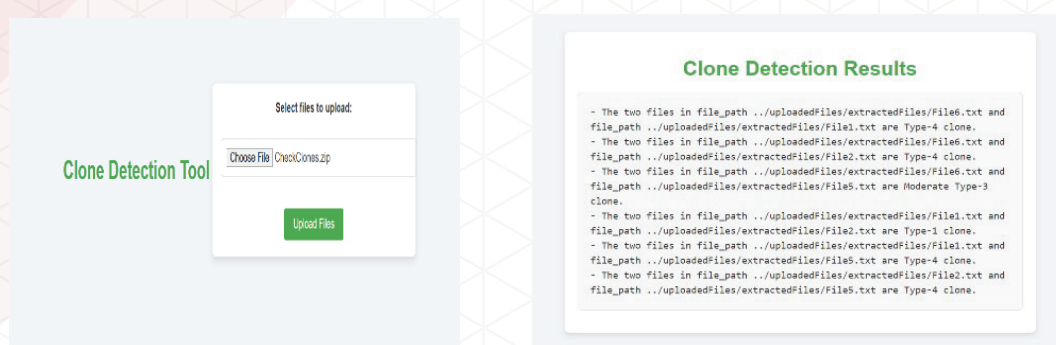 Clone Detection Tool
Select files to upload:
Choose File CheckClones.zip
Upload Files
Clone Detection Results
- The two files in file_path ../uploadedFiles/extractedFiles/File6.txt and
file_path ../uploadedFiles/extractedFiles/File1.txt are Type-4 clone.
- The two files in file_path ../uploadedFiles/extractedFiles/File6.txt and
file_path ../uploadedFiles/extractedFiles/File2.txt are Type-4 clone.
- The two files in file_path ../uploadedFiles/extractedFiles/File6.txt and
file_path ../uploadedFiles/extractedFiles/File5.txt are Moderate Type-3
clone.
- The two files in file_path ../uploadedFiles/extractedFiles/File1.txt and
file_path ../uploadedFiles/extractedFiles/File2.txt are Type-1 clone.
- The two files in file_path ../uploadedFiles/extractedFiles/File1.txt and
file_path ../uploadedFiles/extractedFiles/File5.txt are Type-4 clone.
- The two files in file_path ../uploadedFiles/extractedFiles/File2.txt and
file_path ../uploadedFiles/extractedFiles/File5.txt are Type-4 clone.